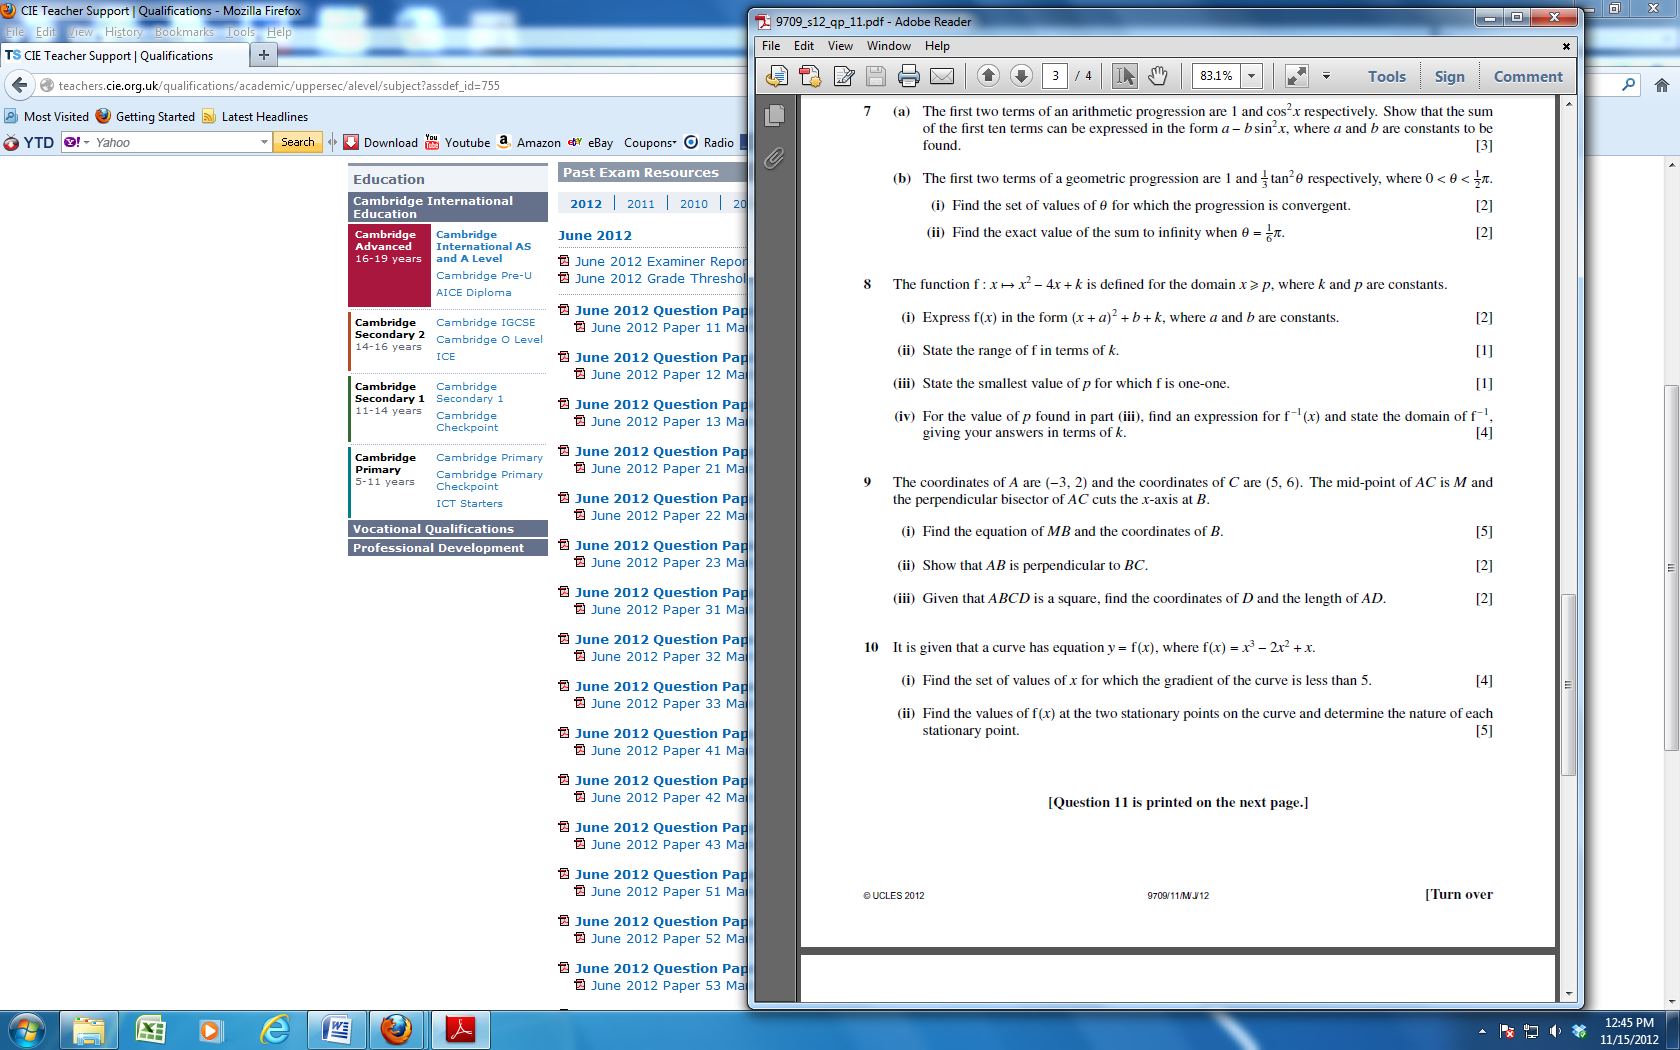 CIE Teacher Support | Qualifications - Mozilla Firefox
File Edit View History Bookmarks Tools Help
TS CIE Teacher Support | Qualifications +
teachers.cie.org.uk/qualifications/academic/uppersec/alevel/subject?assdef_id=755
Most Visited Getting Started Latest Headlines
YTD Y! Yahoo Search Download You Tube Youtube a Amazon eBay Coupons Radio
Education
Cambridge International
Education
Cambridge
Advanced
16-19 years
Cambridge
International AS
and A Level
Cambridge Pre-U
AICE Diploma
Cambridge
Secondary 2
14-16 years
Cambridge IGCSE
Cambridge O Level
ICE
Cambridge
Secondary 1
11-14 years
Cambridge
Secondary 1
Cambridge
Checkpoint
Cambridge
Primary
5-11 years
Cambridge Primary
Cambridge Primary
Checkpoint
ICT Starters
Vocational Qualifications
Professional Development
Past Exam Resources
2012 2011 2010 20
June 2012
June 2012 Examiner Repor
June 2012 Grade Threshol
June 2012 Question Pap
June 2012 Paper 11 Mar
June 2012 Question Pap
June 2012 Paper 12 Mar
June 2012 Question Pap
June 2012 Paper 13 Mar
June 2012 Question Pap
June 2012 Paper 21 Mar
June 2012 Question Pap
June 2012 Paper 22 Mar
June 2012 Question Pap
June 2012 Paper 23 Mar
June 2012 Question Pap
June 2012 Paper 31 Mar
June 2012 Question Pap
June 2012 Paper 32 Mar
June 2012 Question Pap
June 2012 Paper 33 Mar
June 2012 Question Pap
June 2012 Paper 41 Mar
June 2012 Question Pap
June 2012 Paper 42 Mar
June 2012 Question Pap
June 2012 Paper 43 Mar
June 2012 Question Pap
June 2012 Paper 51 Mar
June 2012 Question Pap
June 2012 Paper 52 Mar
June 2012 Question Pap
June 2012 Paper 53 Mar
9709_s12_qp_11.pdf - Adobe Reader
File Edit View Window Help
3 / 4 83.1% Tools Sign Comment
7 (a) The first two terms of an arithmetic progression are 1 and cos² x respectively. Show that the sum
of the first ten terms can be expressed in the form a − b sin² x, where a and b are constants to be
found. [3]
(b) The first two terms of a geometric progression are 1 and ⅓ tan² θ respectively, where 0 < θ < ½π.
(i) Find the set of values of θ for which the progression is convergent. [2]
(ii) Find the exact value of the sum to infinity when θ = ⅙π. [2]
8 The function f : x ↦ x² − 4x + k is defined for the domain x ⩾ p, where k and p are constants.
(i) Express f(x) in the form (x + a)² + b + k, where a and b are constants. [2]
(ii) State the range of f in terms of k. [1]
(iii) State the smallest value of p for which f is one-one. [1]
(iv) For the value of p found in part (iii), find an expression for f⁻¹(x) and state the domain of f⁻¹,
giving your answers in terms of k. [4]
9 The coordinates of A are (−3, 2) and the coordinates of C are (5, 6). The mid-point of AC is M and
the perpendicular bisector of AC cuts the x-axis at B.
(i) Find the equation of MB and the coordinates of B. [5]
(ii) Show that AB is perpendicular to BC. [2]
(iii) Given that ABCD is a square, find the coordinates of D and the length of AD. [2]
10 It is given that a curve has equation y = f(x), where f(x) = x³ − 2x² + x.
(i) Find the set of values of x for which the gradient of the curve is less than 5. [4]
(ii) Find the values of f(x) at the two stationary points on the curve and determine the nature of each
stationary point. [5]
[Question 11 is printed on the next page.]
© UCLES 2012 9709/11/M/J/12 [Turn over
12:45 PM
11/15/2012